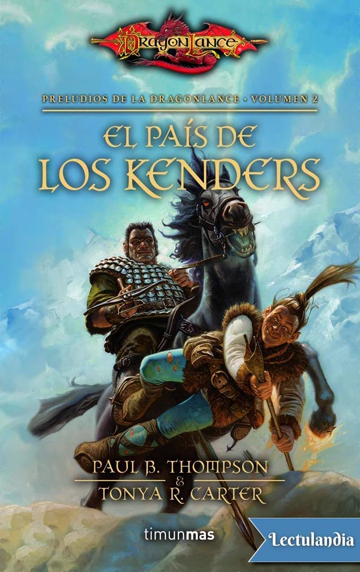 DRAGONLANCE
PRELUDIOS DE LA DRAGONLANCE • VOLUMEN 2
EL PAÍS DE
LOS KENDERS
PAUL B. THOMPSON
&
TONYA R. CARTER
timunmas
Lectulandia